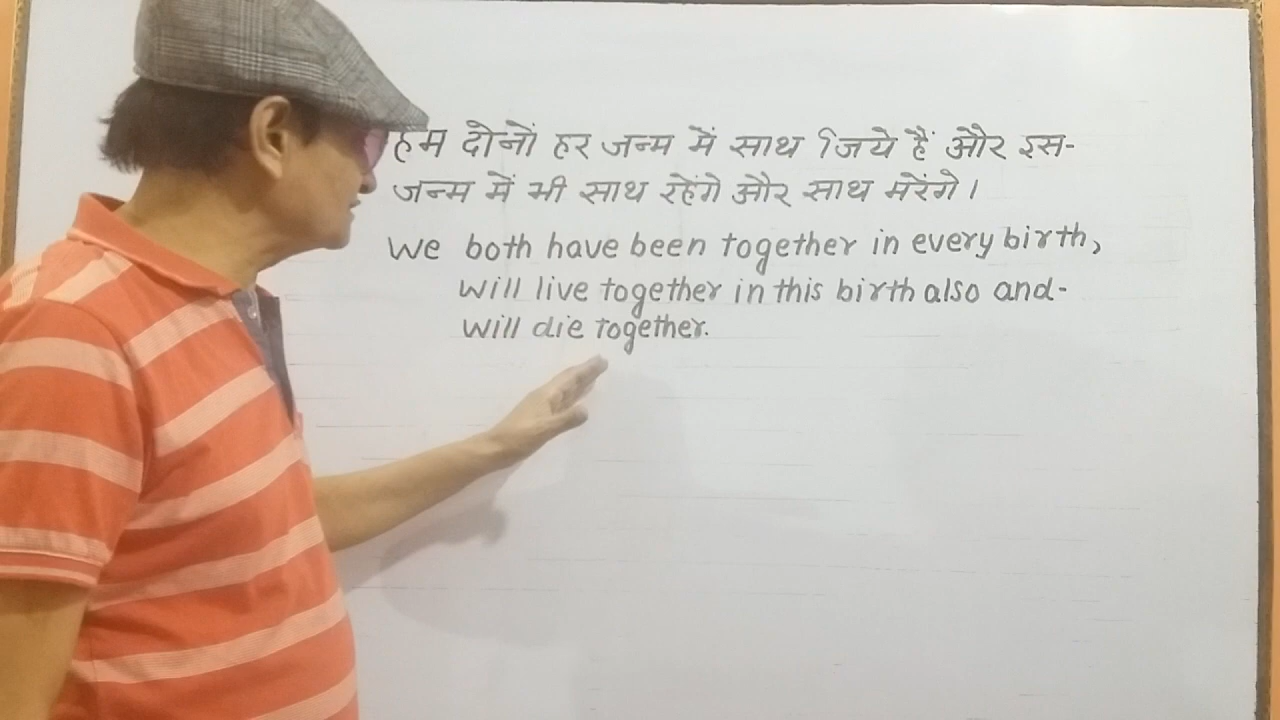 हम दोनों हर जन्म में साथ जिये हैं और इस-
जन्म में भी साथ रहेंगे और साथ मरेंगे।
We both have been together in every birth,
will live together in this birth also and-
will die together.